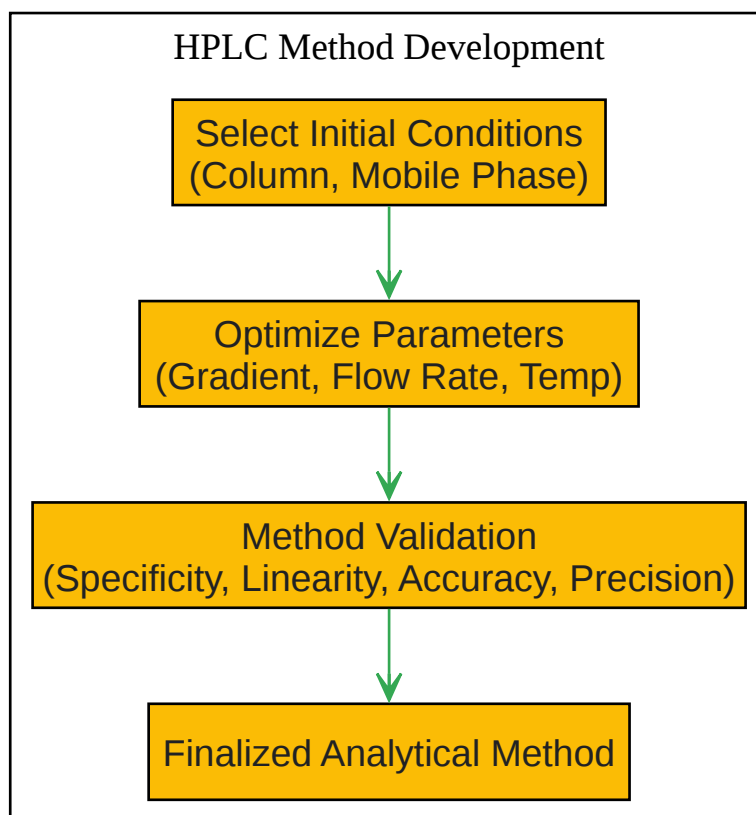 HPLC Method Development
Select Initial Conditions
(Column, Mobile Phase)
Optimize Parameters
(Gradient, Flow Rate, Temp)
Method Validation
(Specificity, Linearity, Accuracy, Precision)
Finalized Analytical Method